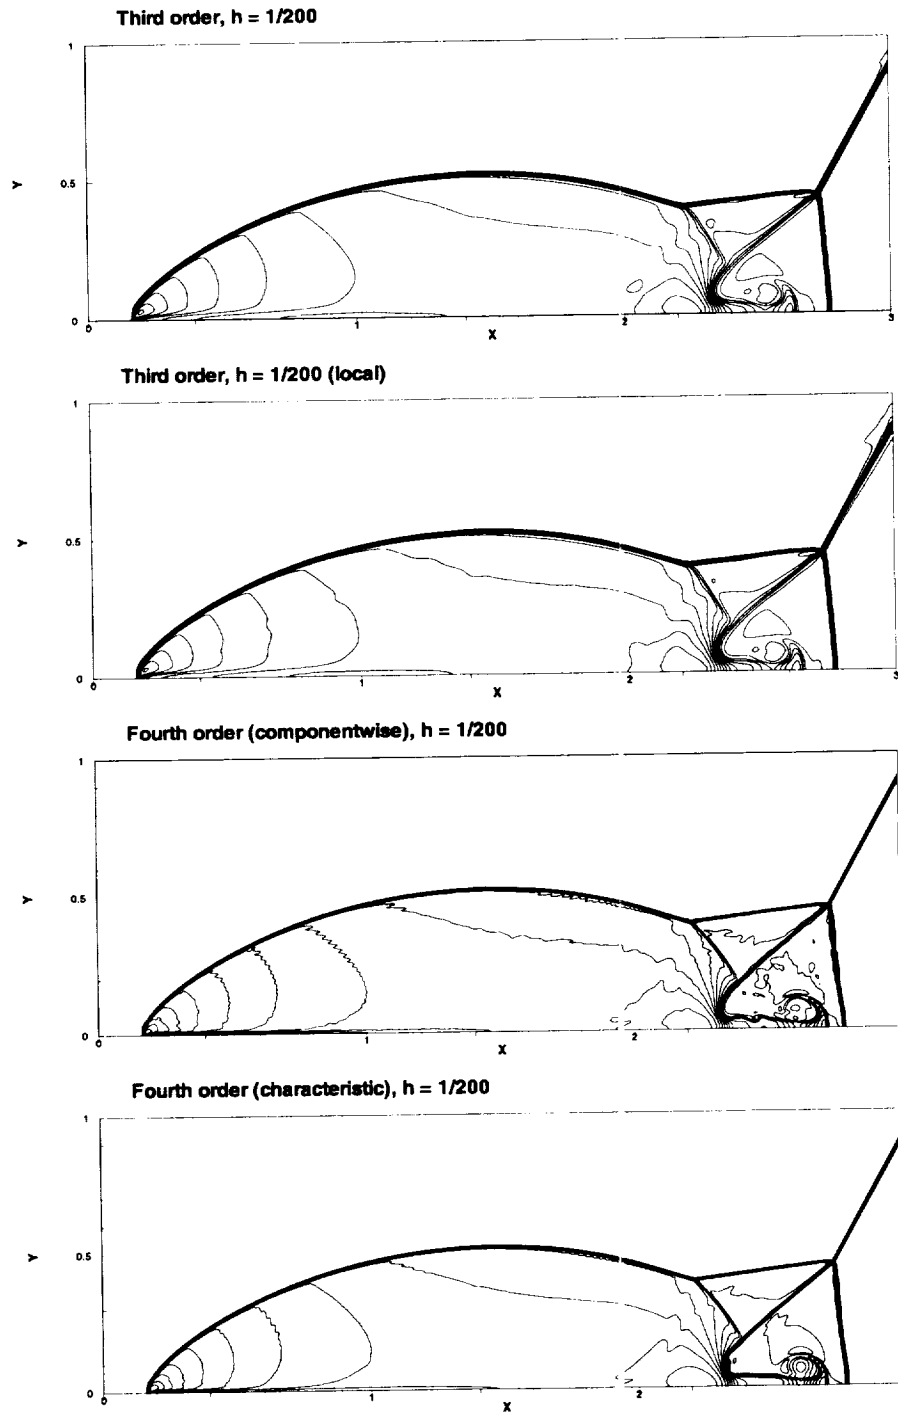 Third order, h = 1/200
1
Y
0.5
0
0
1
X
2
3
Third order, h = 1/200 (local)
1
Y
0.5
0
0
1
X
2
3
Fourth order (componentwise), h = 1/200
1
Y
0.5
0
0
1
X
2
Fourth order (characteristic), h = 1/200
1
Y
0.5
0
0
1
X
2